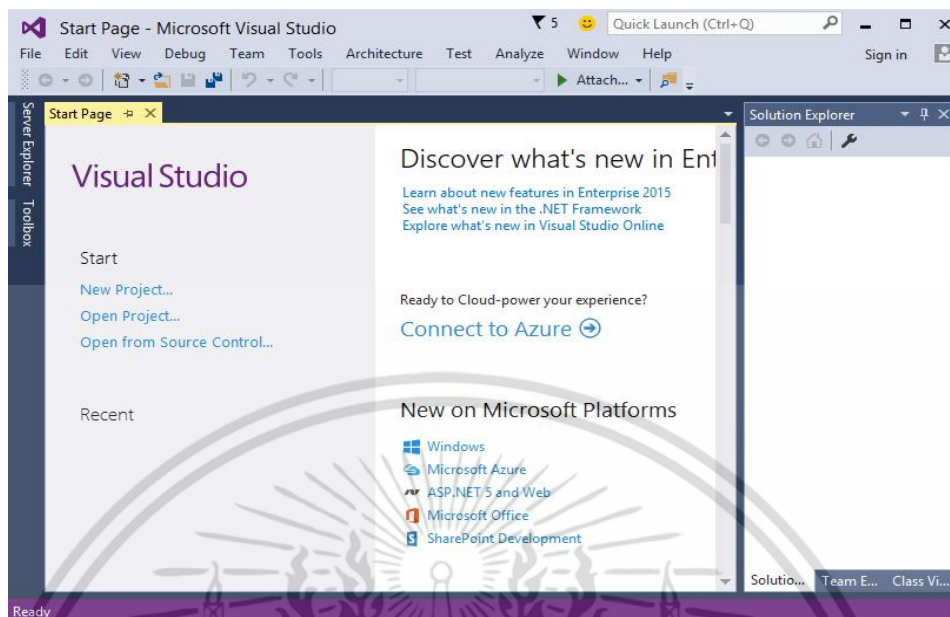 Start Page - Microsoft Visual Studio
5
Quick Launch (Ctrl+Q)
File Edit View Debug Team Tools Architecture Test Analyze Window Help
Sign in
Attach...
Server Explorer
Toolbox
Start Page
Visual Studio
Start
New Project...
Open Project...
Open from Source Control...
Recent
Discover what's new in Ent
Learn about new features in Enterprise 2015
See what's new in the .NET Framework
Explore what's new in Visual Studio Online
Ready to Cloud-power your experience?
Connect to Azure
New on Microsoft Platforms
Windows
Microsoft Azure
ASP.NET 5 and Web
Microsoft Office
SharePoint Development
Solution Explorer
Solutio... Team E... Class Vi...
Ready